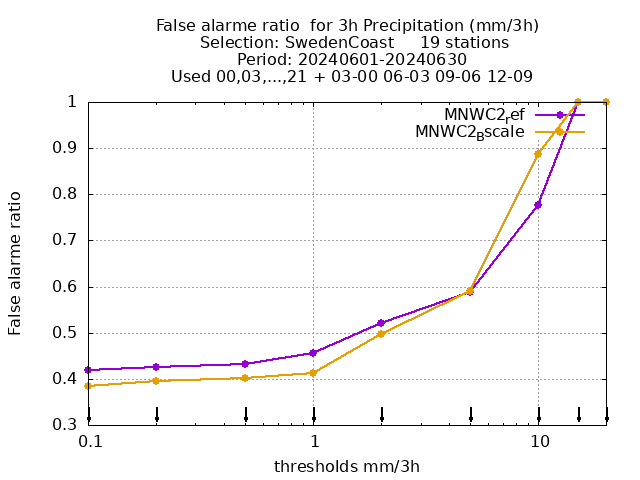 False alarme ratio  for 3h Precipitation (mm/3h)
Selection: SwedenCoast     19 stations
Period: 20240601-20240630
Used 00,03,...,21 + 03-00 06-03 09-06 12-09
1
0.9
0.8
0.7
0.6
0.5
0.4
0.3
False alarme ratio
MNWC2ref
MNWC2Bscale
0.1 1 10
thresholds mm/3h